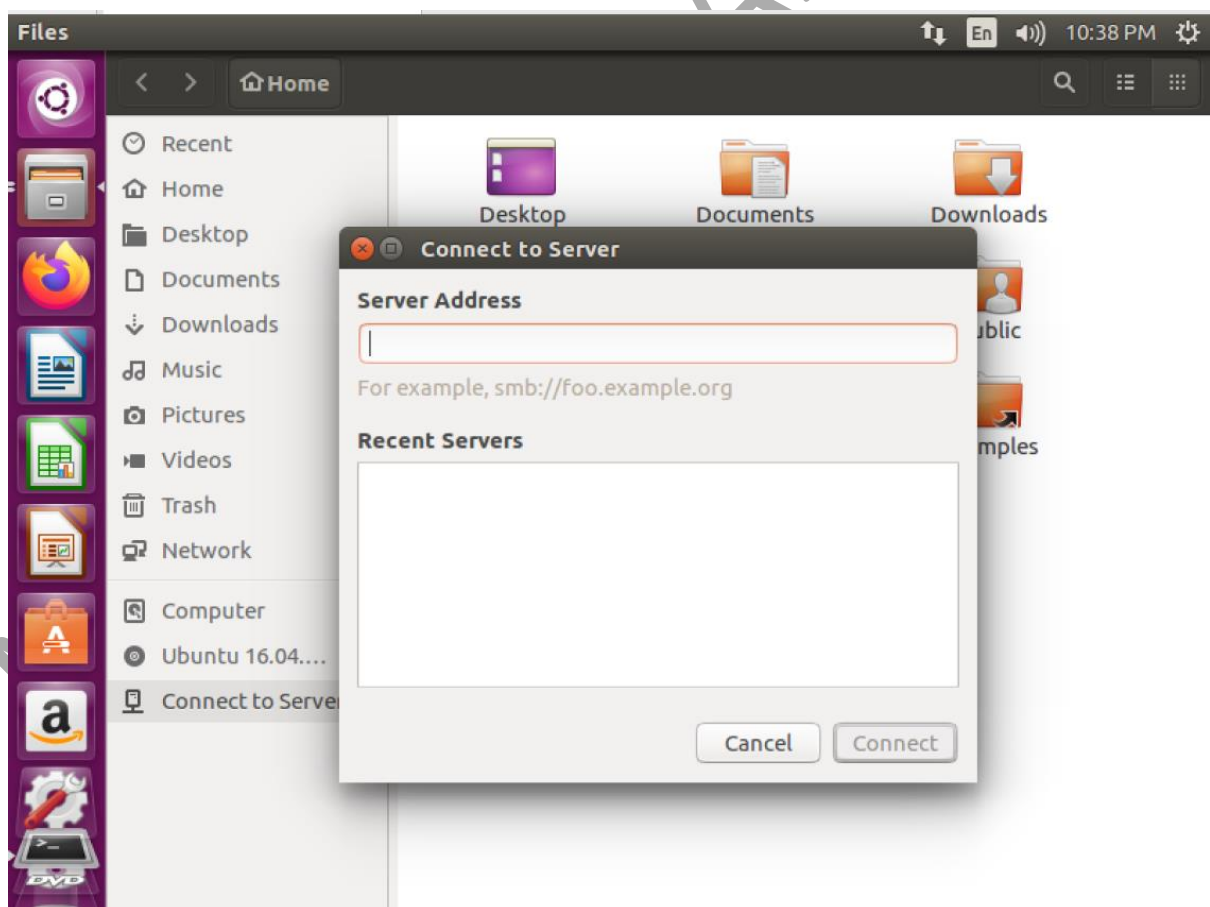 Files
En
10:38 PM
Home
Recent
Home
Desktop
Documents
Downloads
Music
Pictures
Videos
Trash
Network
Computer
Ubuntu 16.04....
Connect to Server
Desktop
Documents
Downloads
Connect to Server
Server Address
For example, smb://foo.example.org
Recent Servers
Cancel
Connect